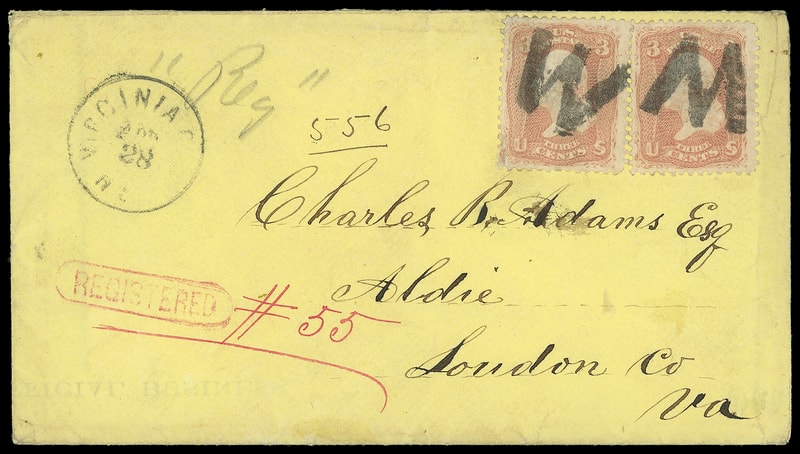 "Reg"
VIRGINIA
28
556
3 U.S. 3
THREE CENTS
U S
3
THREE CENTS
U S
Charles R. Adams Esq
REGISTERED
# 55
Aldie
Loudon Co
Va